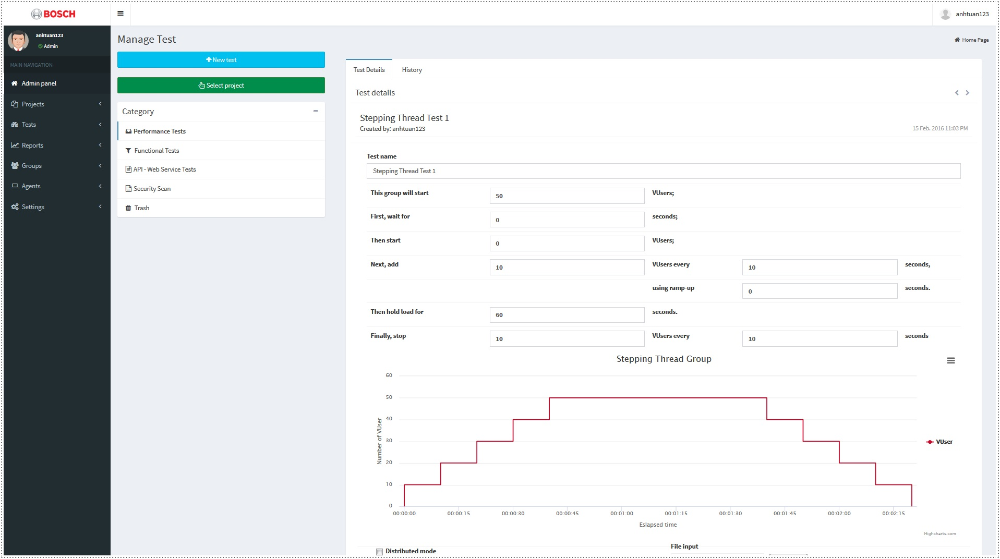 BOSCH
anhtuan123
anhtuan123
Admin
MAIN NAVIGATION
Admin panel
Projects
Tests
Reports
Groups
Agents
Settings
Manage Test
Home Page
New test
Select project
Category
Performance Tests
Functional Tests
API - Web Service Tests
Security Scan
Trash
Test Details History
Test details
Stepping Thread Test 1
Created by: anhtuan123
15 Feb. 2016 11:03 PM
Test name
Stepping Thread Test 1
This group will start 50 VUsers;
First, wait for 0 seconds;
Then start 0 VUsers;
Next, add 10 VUsers every 10 seconds,
using ramp-up 0 seconds.
Then hold load for 60 seconds.
Finally, stop 10 VUsers every 10 seconds
Stepping Thread Group
60
50
40
30
20
10
0
Number of VUser
VUser
00:00:00 00:00:15 00:00:30 00:00:45 00:01:00 00:01:15 00:01:30 00:01:45 00:02:00 00:02:15
Eslapsed time
Highcharts.com
Distributed mode
File input